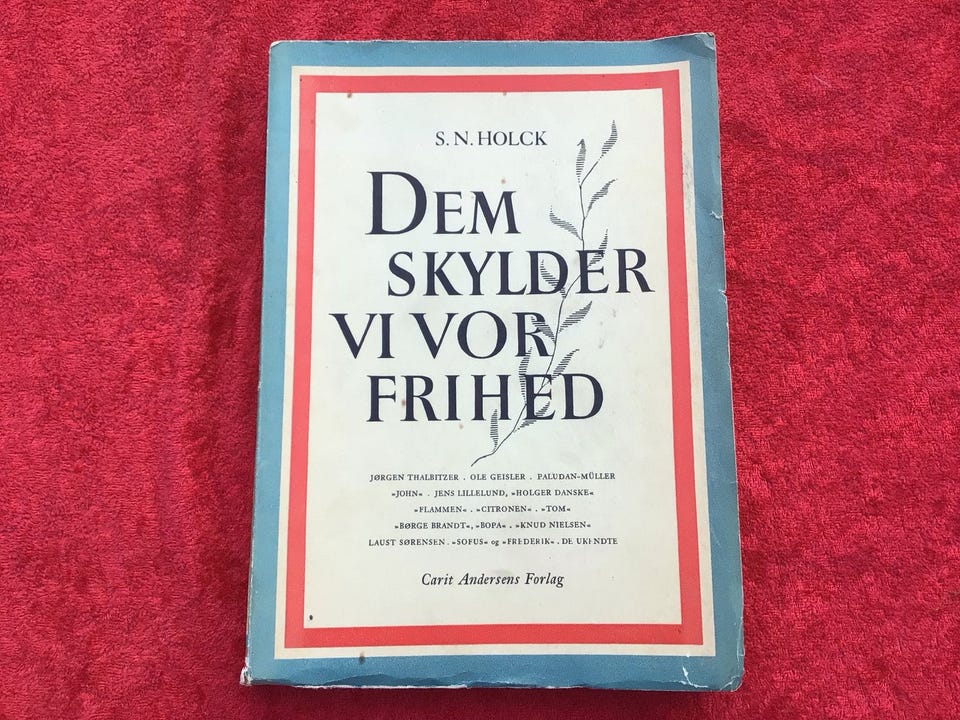 S. N. HOLCK
DEM
SKYLDER
VI VOR
FRIHED
JØRGEN THALBITZER . OLE GEISLER . PALUDAN-MÜLLER
»JOHN« . JENS LILLELUND, »HOLGER DANSKE«
»FLAMMEN« . »CITRONEN« . »TOM«
»BØRGE BRANDT«, »BOPA« . »KNUD NIELSEN«
LAUST SØRENSEN . »SOFUS« og »FREDERIK« . DE UKENDTE
Carit Andersens Forlag